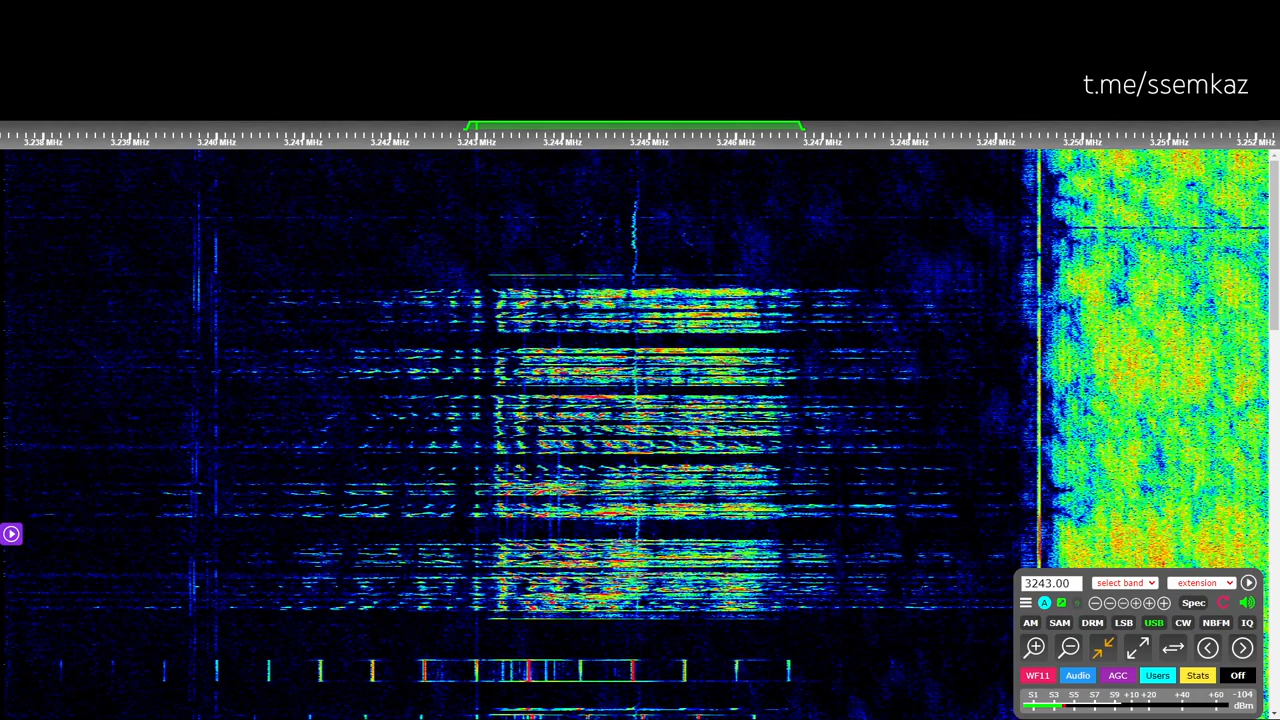 t.me/ssemkaz
3.238 MHz 3.239 MHz 3.240 MHz 3.241 MHz 3.242 MHz 3.243 MHz 3.244 MHz 3.245 MHz 3.246 MHz 3.247 MHz 3.248 MHz 3.249 MHz 3.250 MHz 3.251 MHz 3.252 MHz
3243.00 select band extension
A Spec
AM SAM DRM LSB USB CW NBFM IQ
WF11 Audio AGC Users Stats Off
S1 S3 S5 S7 S9 +10 +20 +40 +60 -104
dBm